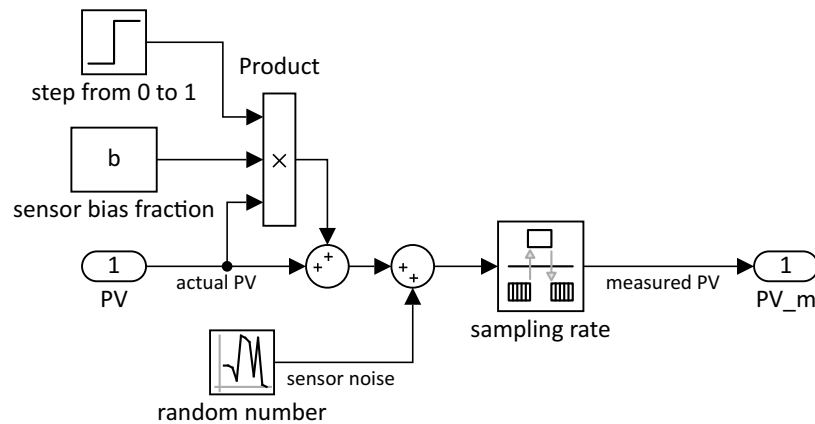 Product
step from 0 to 1
×
b
sensor bias fraction
+
+
+
+
1
actual PV
PV
measured PV
1
PV_m
sampling rate
sensor noise
random number